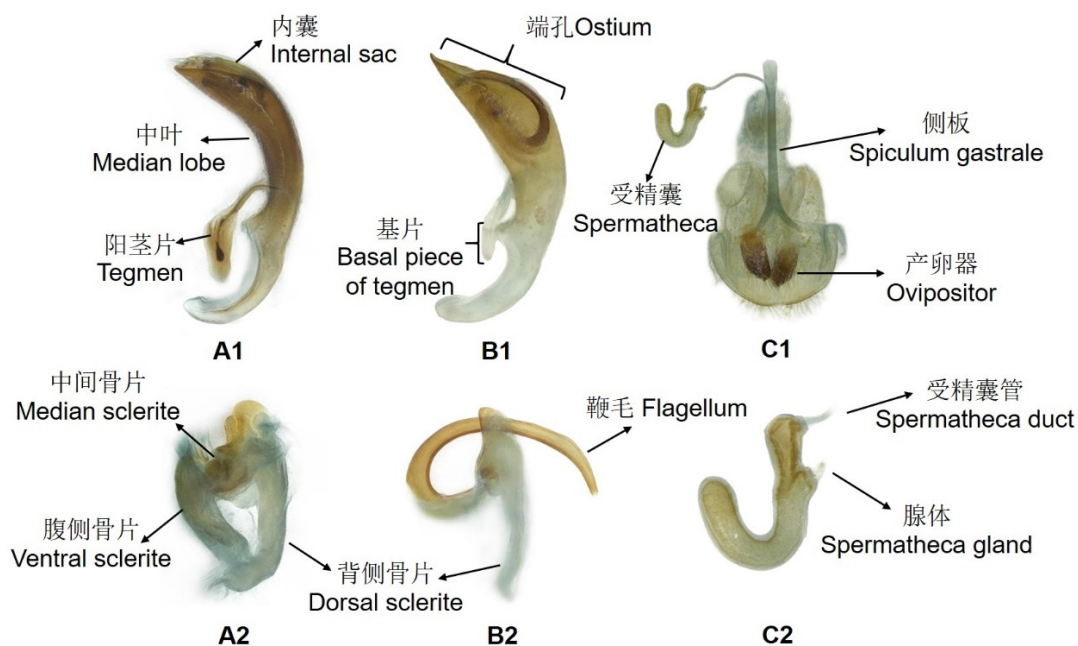 内囊
Internal sac
端孔Ostium
中叶
Median lobe
侧板
Spiculum gastrale
受精囊
Spermatheca
阳茎片
Tegmen
基片
Basal piece
of tegmen
产卵器
Ovipositor
A1
B1
C1
中间骨片
Median sclerite
鞭毛 Flagellum
受精囊管
Spermatheca duct
腹侧骨片
Ventral sclerite
背侧骨片
Dorsal sclerite
腺体
Spermatheca gland
A2
B2
C2